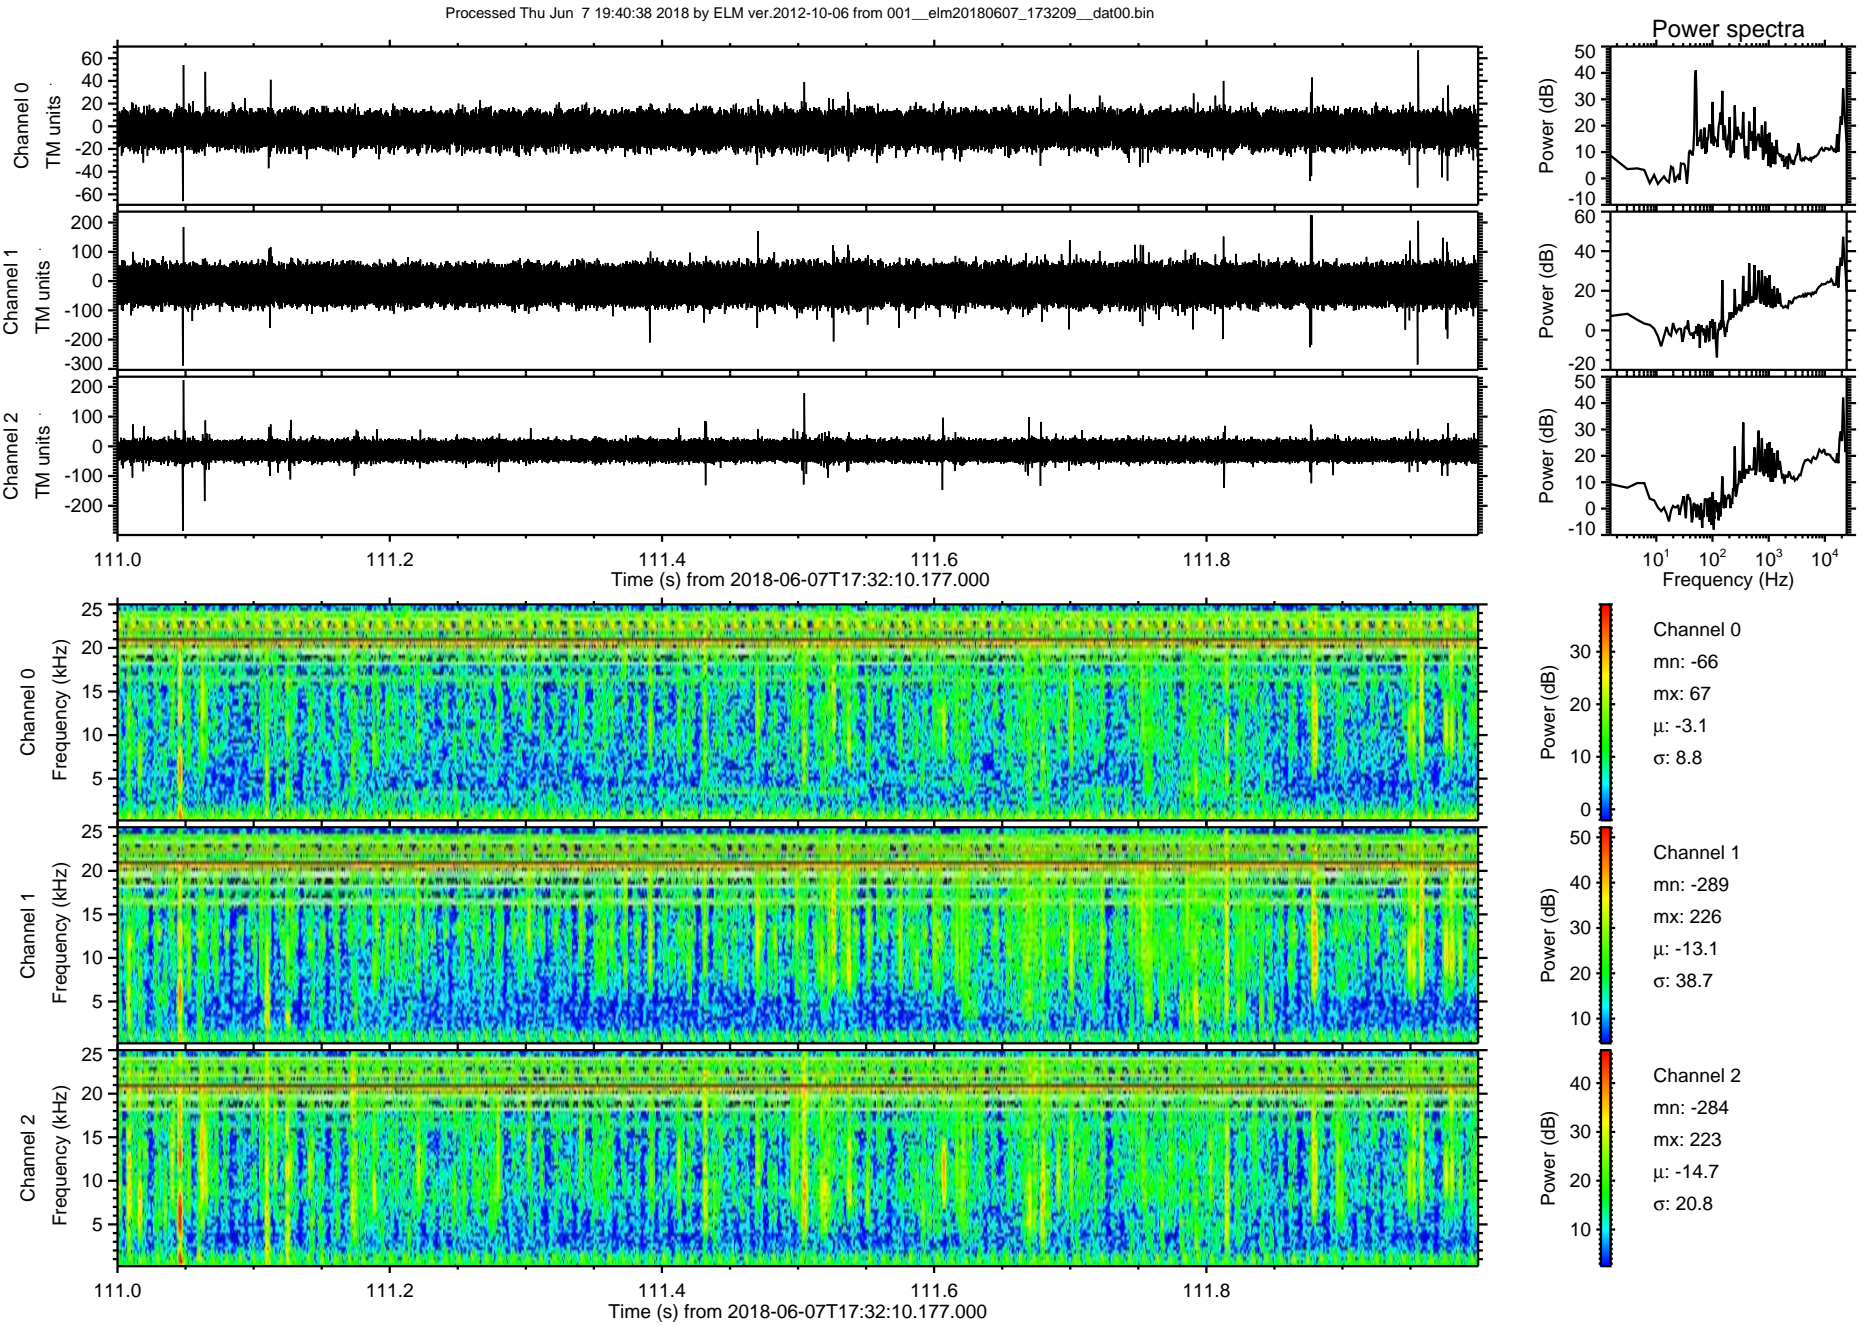 Processed Thu Jun 7 19:40:38 2018 by ELM ver.2012-10-06 from 001__elm20180607_173209__dat00.bin
Power spectra
Channel 0
TM units
60
40
20
0
-20
-40
-60
Power (dB)
50
40
30
20
10
0
-10
Channel 1
TM units
200
100
0
-100
-200
-300
Power (dB)
60
40
20
0
-20
Channel 2
TM units
200
100
0
-100
-200
Power (dB)
50
40
30
20
10
0
-10
111.0 111.2 111.4 111.6 111.8
Time (s) from 2018-06-07T17:32:10.177.000
10¹ 10² 10³ 10⁴
Frequency (Hz)
Channel 0
Frequency (kHz)
25
20
15
10
5
Power (dB)
30
20
10
0
Channel 0
mn: -66
mx: 67
μ: -3.1
σ: 8.8
Channel 1
Frequency (kHz)
25
20
15
10
5
Power (dB)
50
40
30
20
10
Channel 1
mn: -289
mx: 226
μ: -13.1
σ: 38.7
Channel 2
Frequency (kHz)
25
20
15
10
5
Power (dB)
40
30
20
10
Channel 2
mn: -284
mx: 223
μ: -14.7
σ: 20.8
111.0 111.2 111.4 111.6 111.8
Time (s) from 2018-06-07T17:32:10.177.000